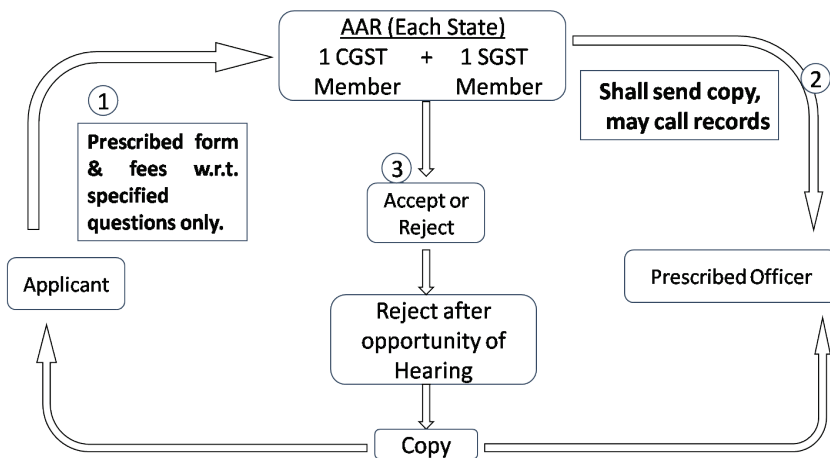 AAR (Each State)
1 CGST + 1 SGST
Member Member
1
Prescribed form
& fees w.r.t.
specified
questions only.
Shall send copy,
may call records
2
3
Accept or
Reject
Applicant
Prescribed Officer
Reject after
opportunity of
Hearing
Copy